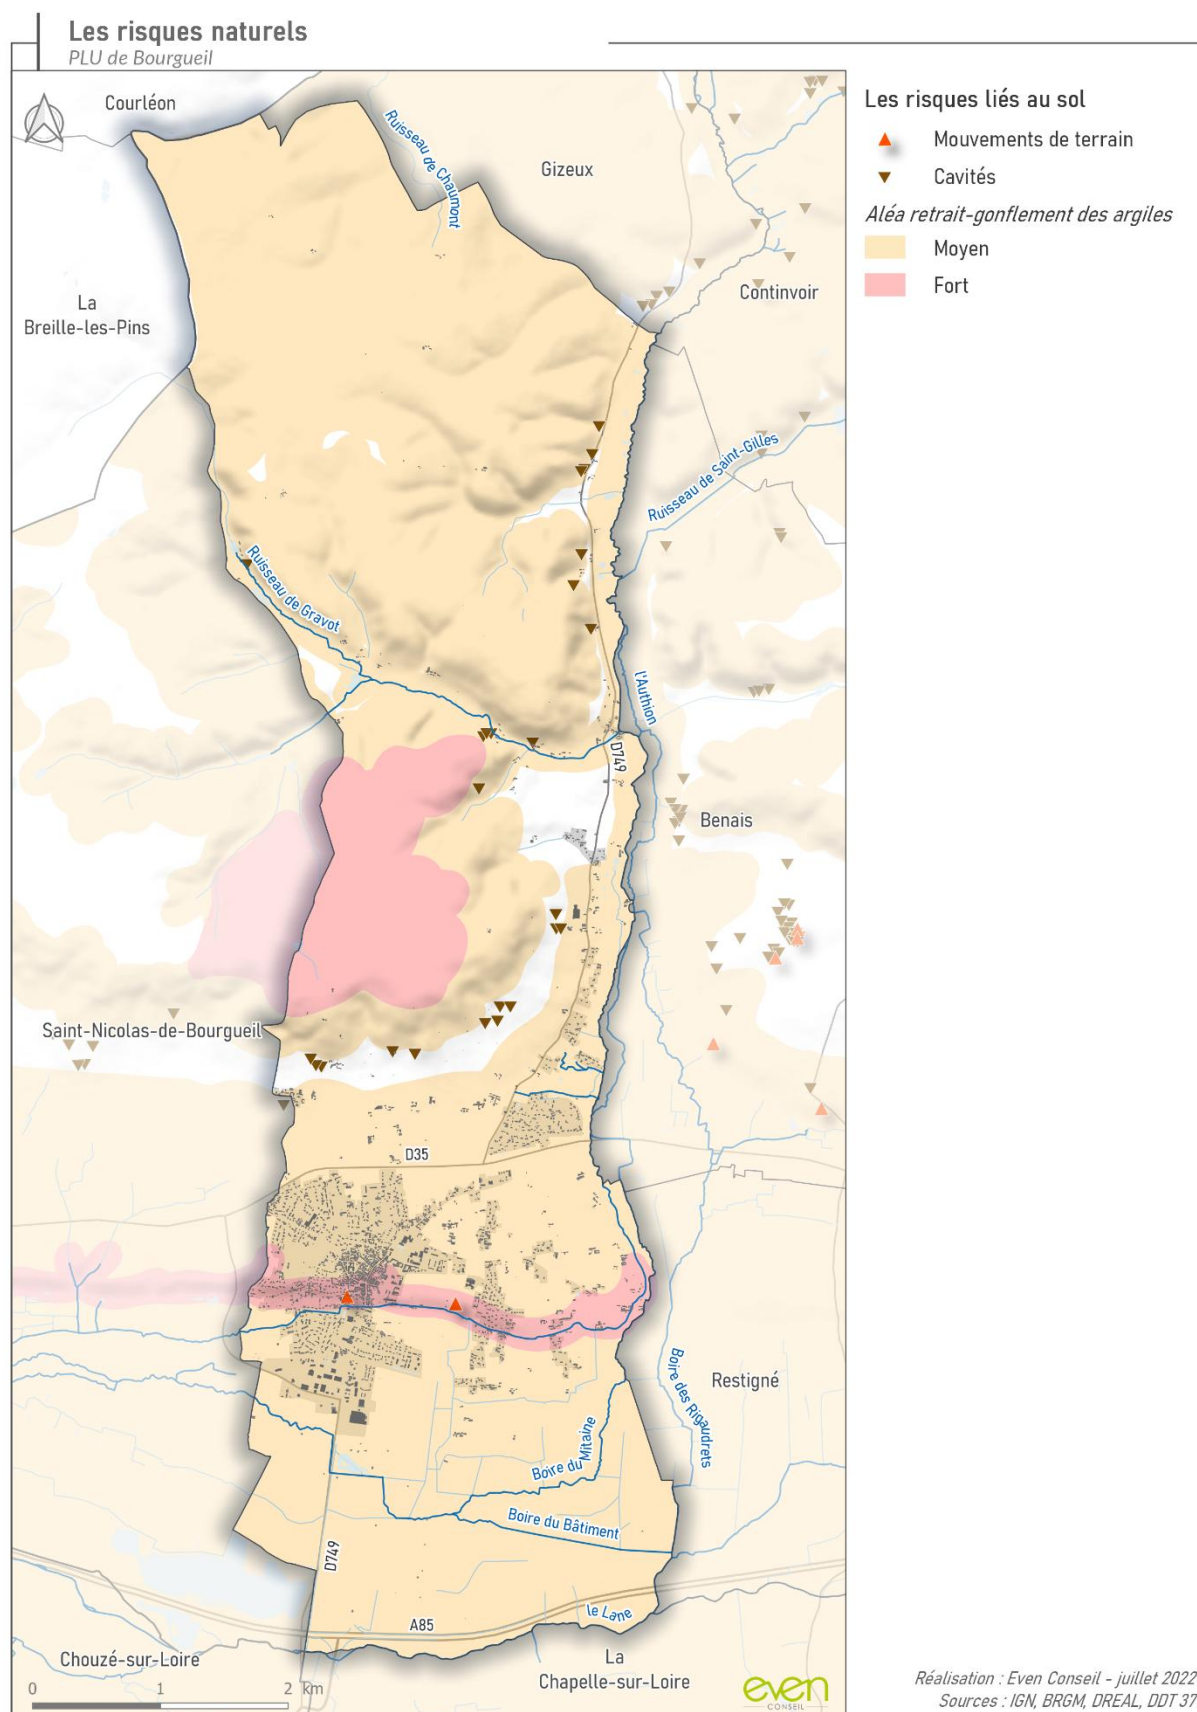 Les risques naturels
PLU de Bourgueil
Courléon
Ruisseau de Chaumont
Gizeux
La
Breille-les-Pins
Continvoir
Ruisseau de Saint-Gilles
Ruisseau de Gravot
l'Authion
D749
Benais
Saint-Nicolas-de-Bourgueil
D35
Boire des Rigaudrets
Restigné
Boire du Mitaine
Boire du Bâtiment
D749
le Lane
A85
Chouzé-sur-Loire
La
Chapelle-sur-Loire
0 1 2 km
even
CONSEIL
Les risques liés au sol
Mouvements de terrain
Cavités
Aléa retrait-gonflement des argiles
Moyen
Fort
Réalisation : Even Conseil - juillet 2022
Sources : IGN, BRGM, DREAL, DDT 37